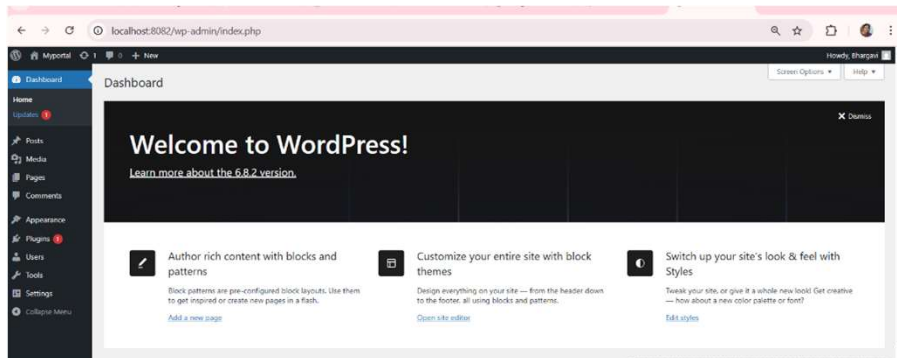 localhost:8082/wp-admin/index.php
Myportal 1 0 + New
Howdy, Bhargavi
Dashboard
Home
Updates 1
Posts
Media
Pages
Comments
Appearance
Plugins 1
Users
Tools
Settings
Collapse Menu
Screen Options ▼ Help ▼
Dashboard
Dismiss
Welcome to WordPress!
Learn more about the 6.8.2 version.
Author rich content with blocks and
patterns
Block patterns are pre-configured block layouts. Use them
to get inspired or create new pages in a flash.
Add a new page
Customize your entire site with block
themes
Design everything on your site — from the header down
to the footer, all using blocks and patterns.
Open site editor
Switch up your site's look & feel with
Styles
Tweak your site, or give it a whole new look! Get creative
— how about a new color palette or font?
Edit styles